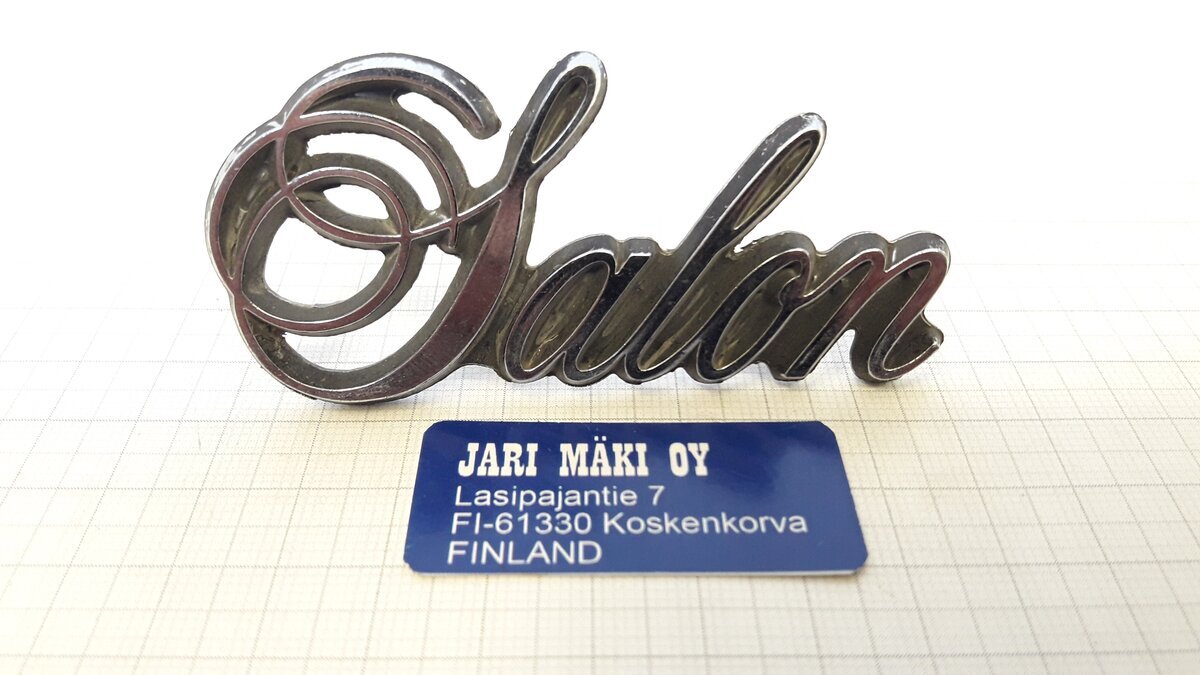 Salon
JARI MÄKI OY
Lasipajantie 7
FI-61330 Koskenkorva
FINLAND